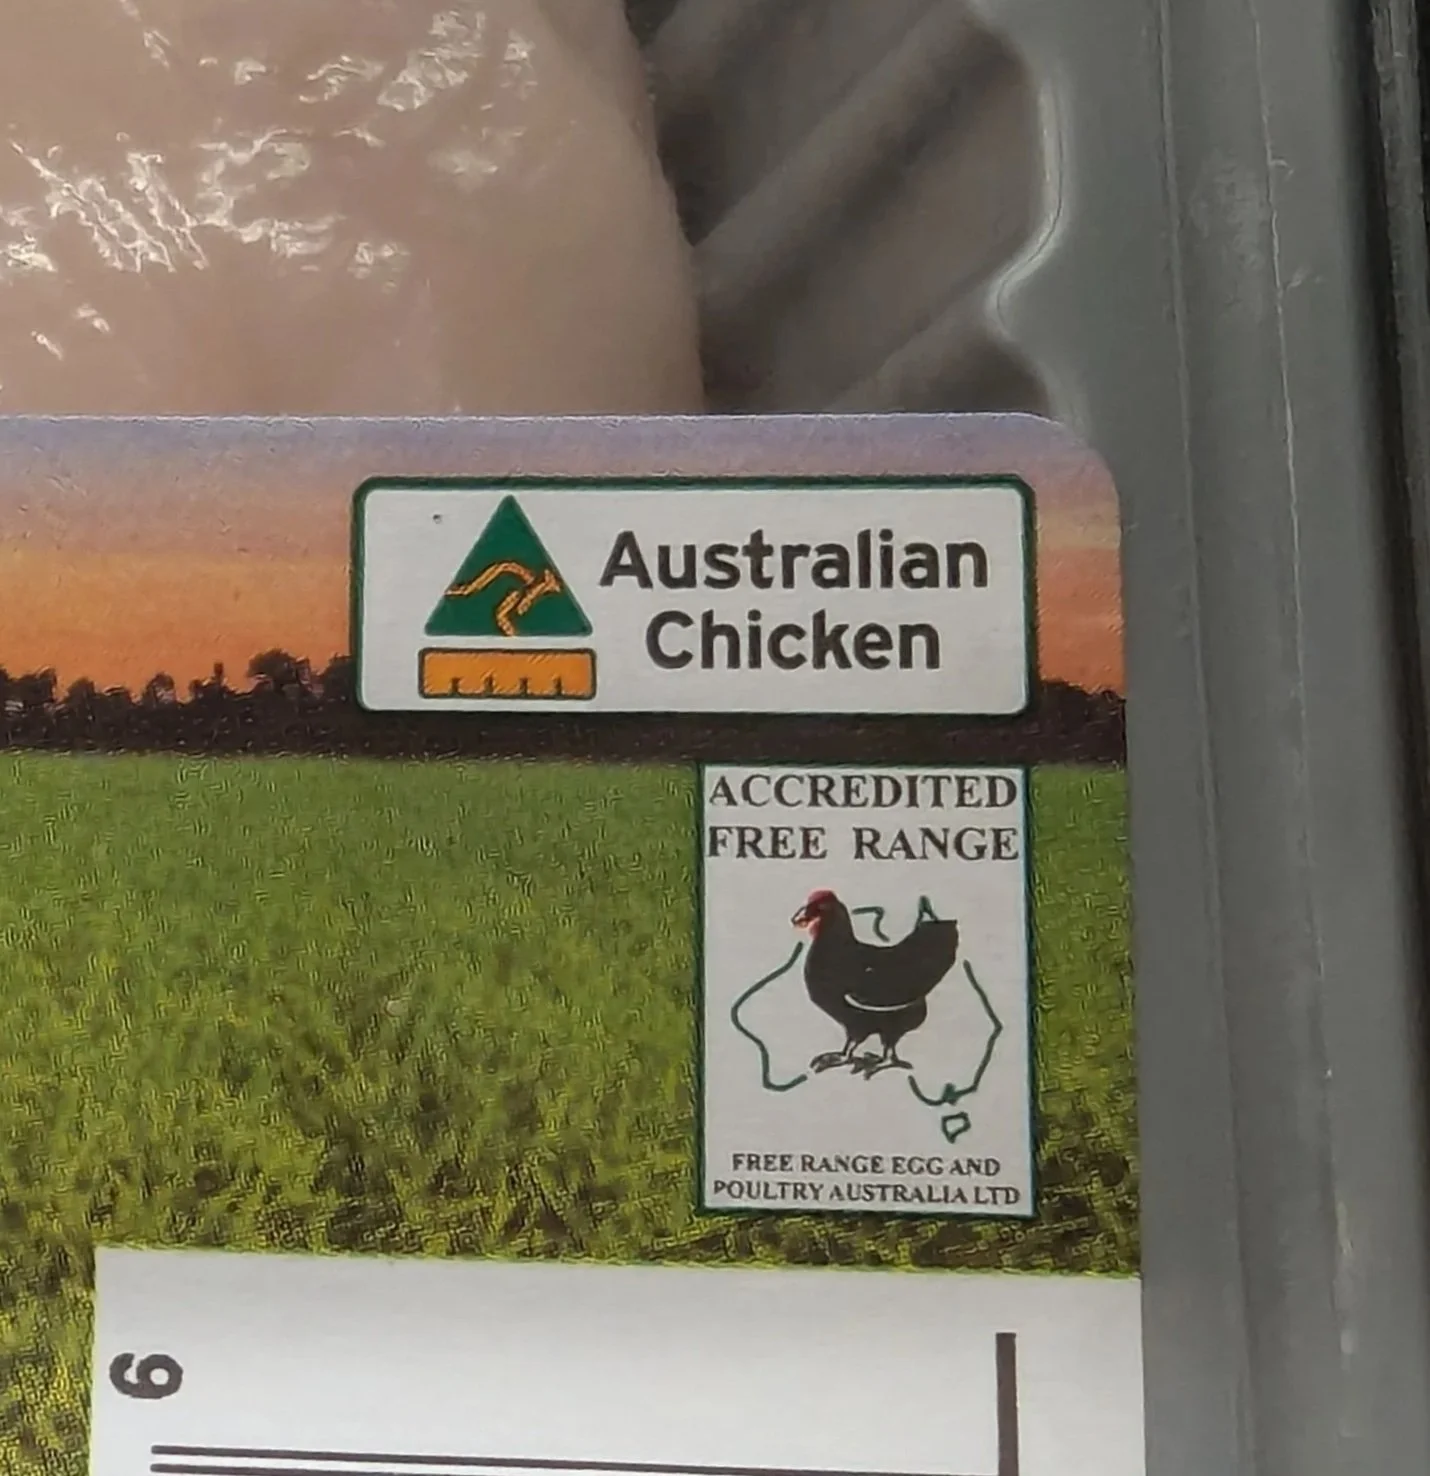 Australian
Chicken
ACCREDITED
FREE RANGE
FREE RANGE EGG AND
POULTRY AUSTRALIA LTD
9